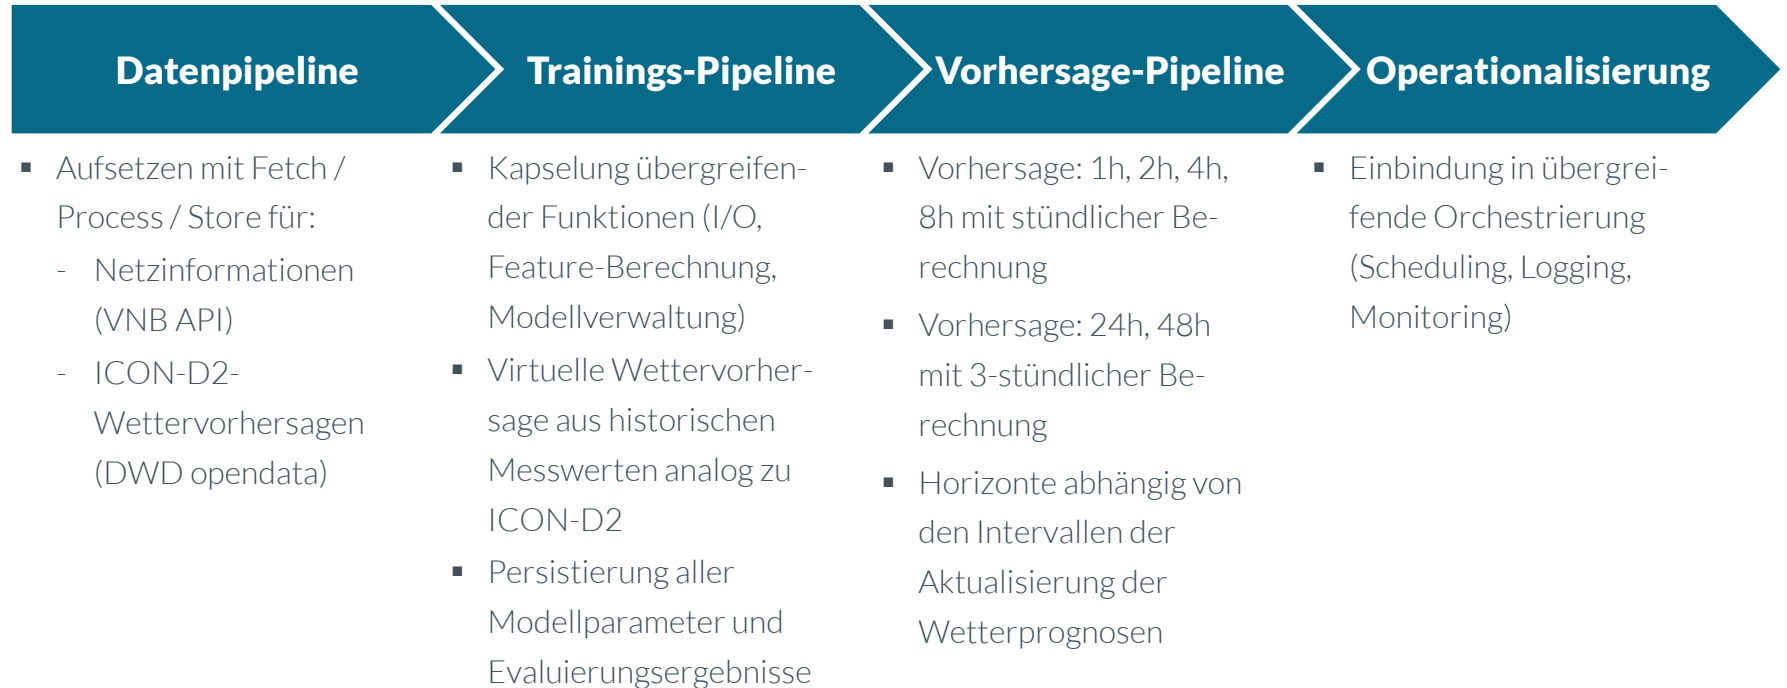 Datenpipeline
Trainings-Pipeline
Vorhersage-Pipeline
Operationalisierung
▪ Aufsetzen mit Fetch /
Process / Store für:
- Netzinformationen
(VNB API)
- ICON-D2-
Wettervorhersagen
(DWD opendata)
▪ Kapselung übergreifen-
der Funktionen (I/O,
Feature-Berechnung,
Modellverwaltung)
▪ Virtuelle Wettervorher-
sage aus historischen
Messwerten analog zu
ICON-D2
▪ Persistierung aller
Modellparameter und
Evaluierungsergebnisse
▪ Vorhersage: 1h, 2h, 4h,
8h mit stündlicher Be-
rechnung
▪ Vorhersage: 24h, 48h
mit 3-stündlicher Be-
rechnung
▪ Horizonte abhängig von
den Intervallen der
Aktualisierung der
Wetterprognosen
▪ Einbindung in übergrei-
fende Orchestrierung
(Scheduling, Logging,
Monitoring)